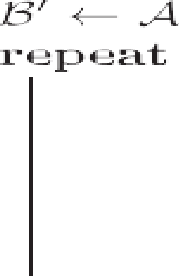 ℬ′ ← 𝒜
repeat